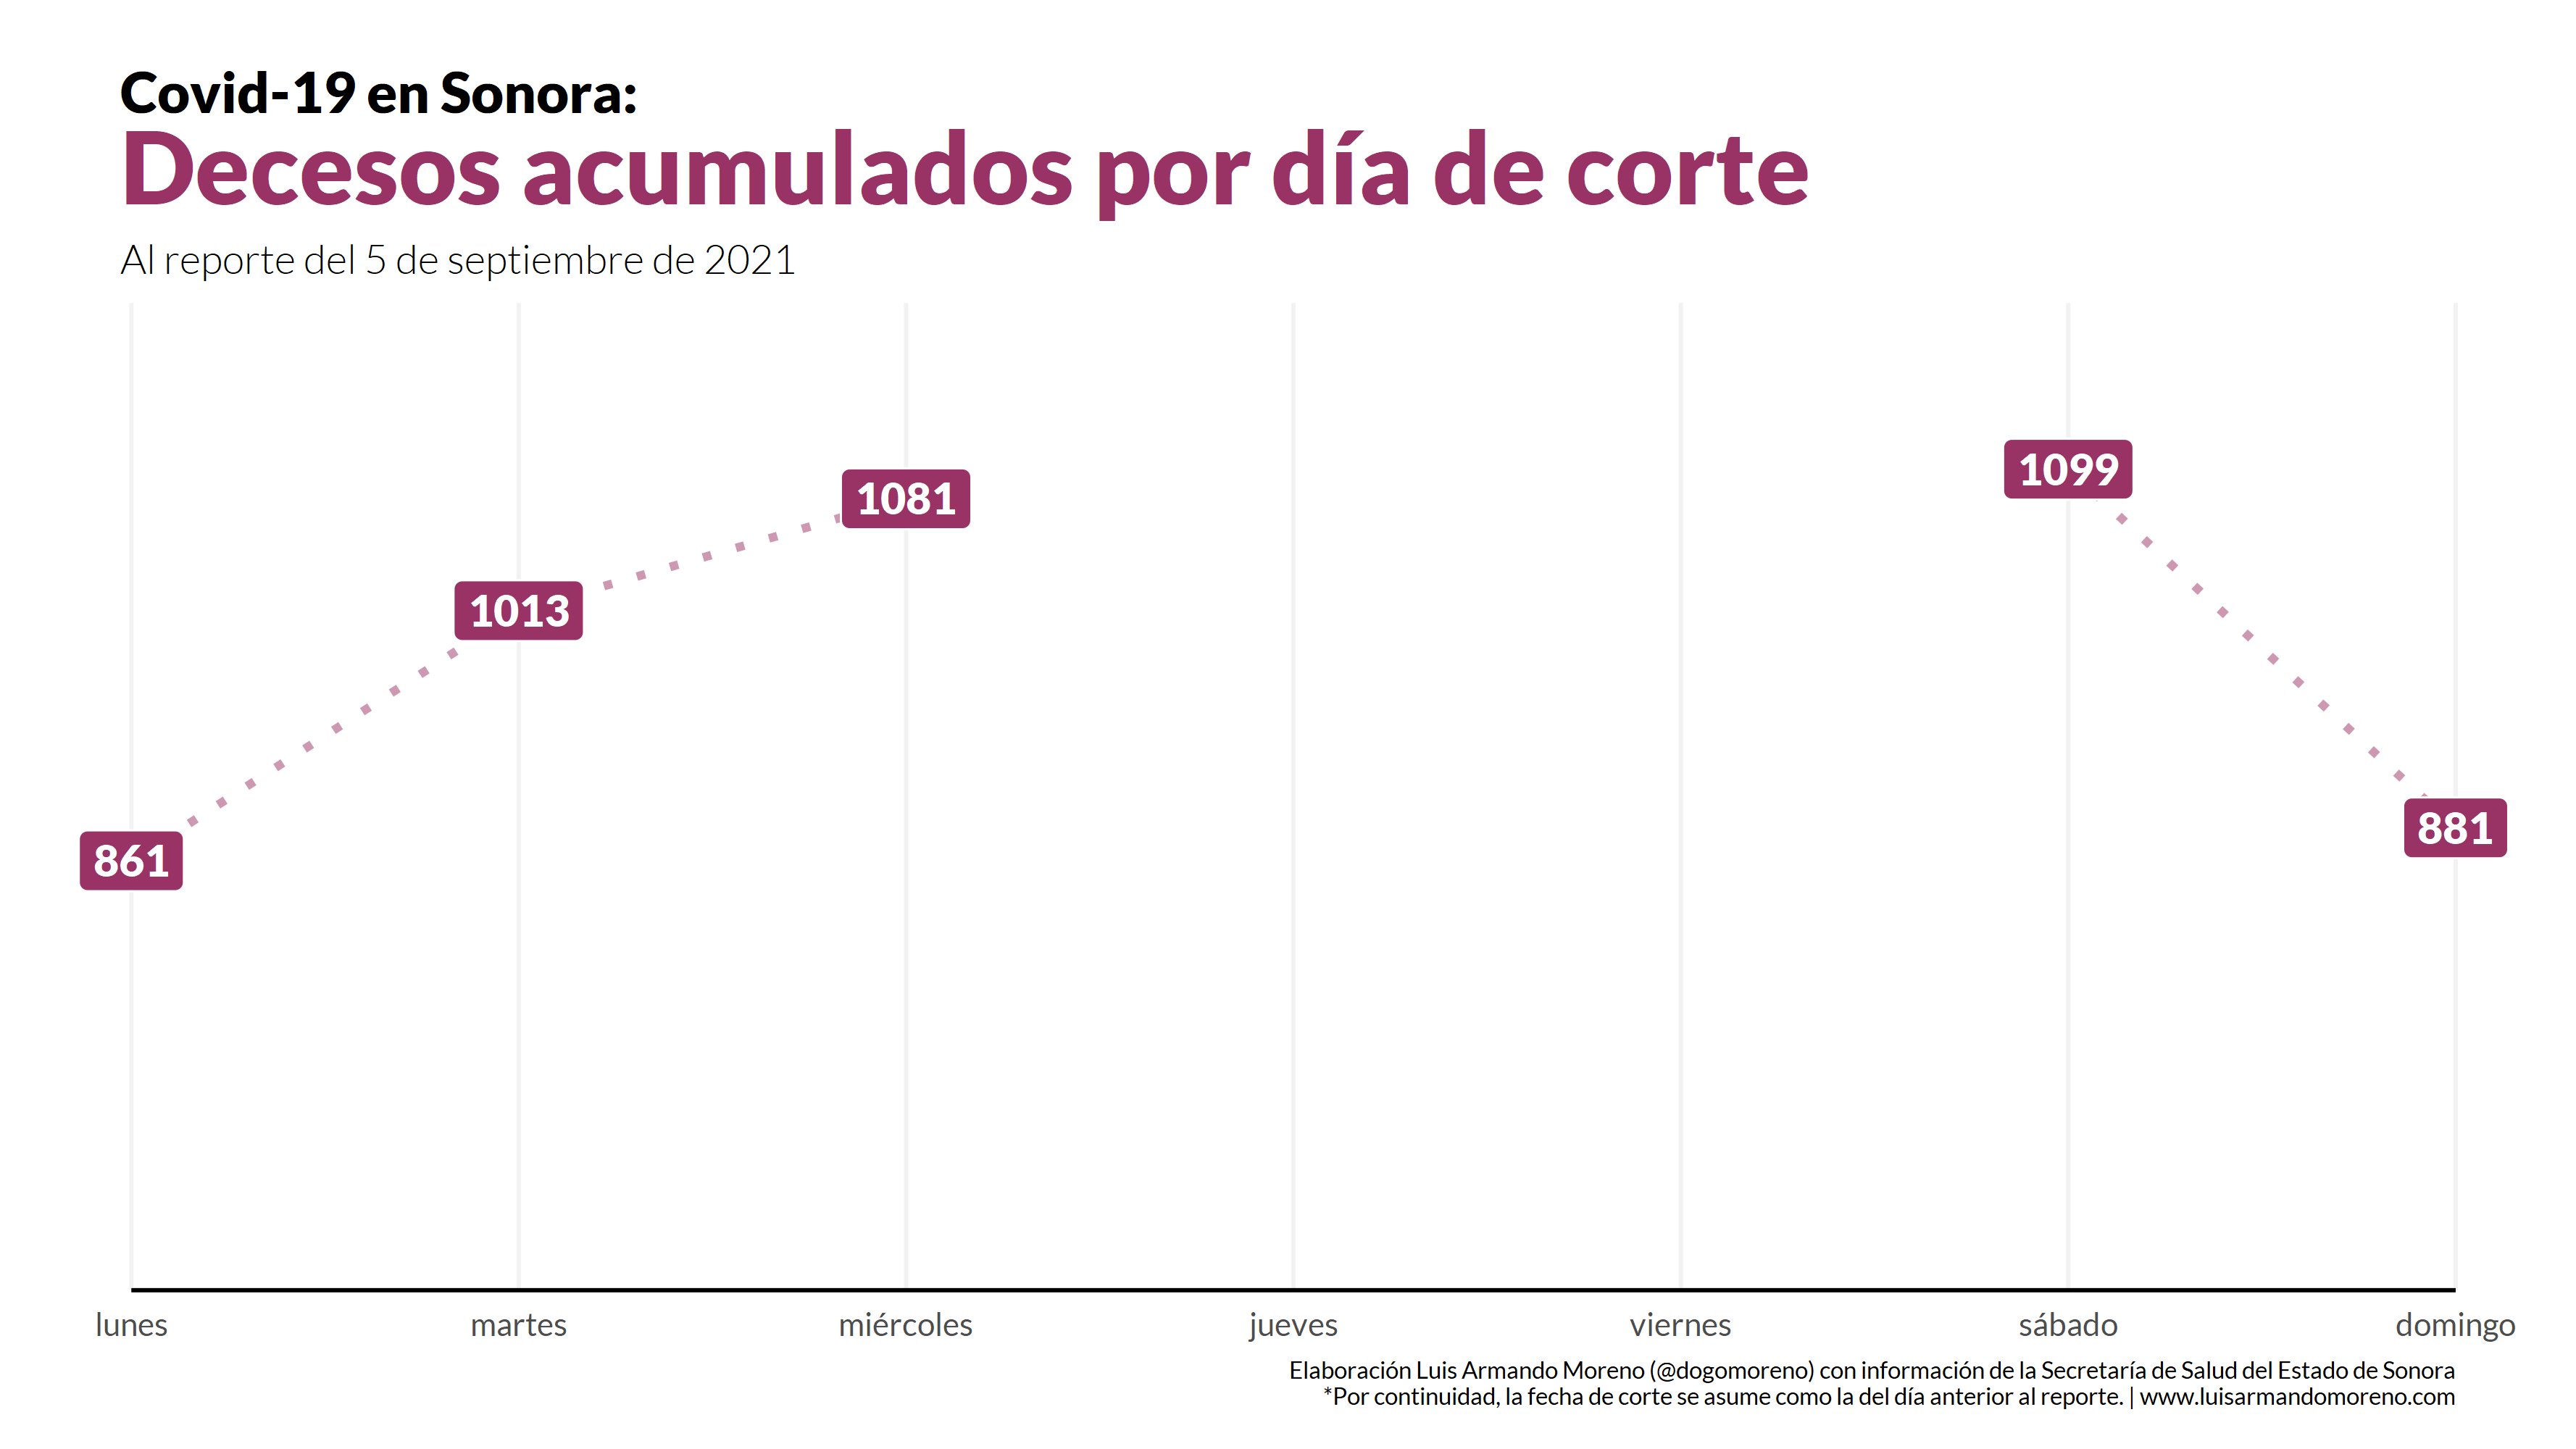 Covid-19 en Sonora:
Decesos acumulados por día de corte
Al reporte del 5 de septiembre de 2021
1099
1081
1013
881
861
lunes martes miércoles jueves viernes sábado domingo
Elaboración Luis Armando Moreno (@dogomoreno) con información de la Secretaría de Salud del Estado de Sonora
*Por continuidad, la fecha de corte se asume como la del día anterior al reporte. | www.luisarmandomoreno.com